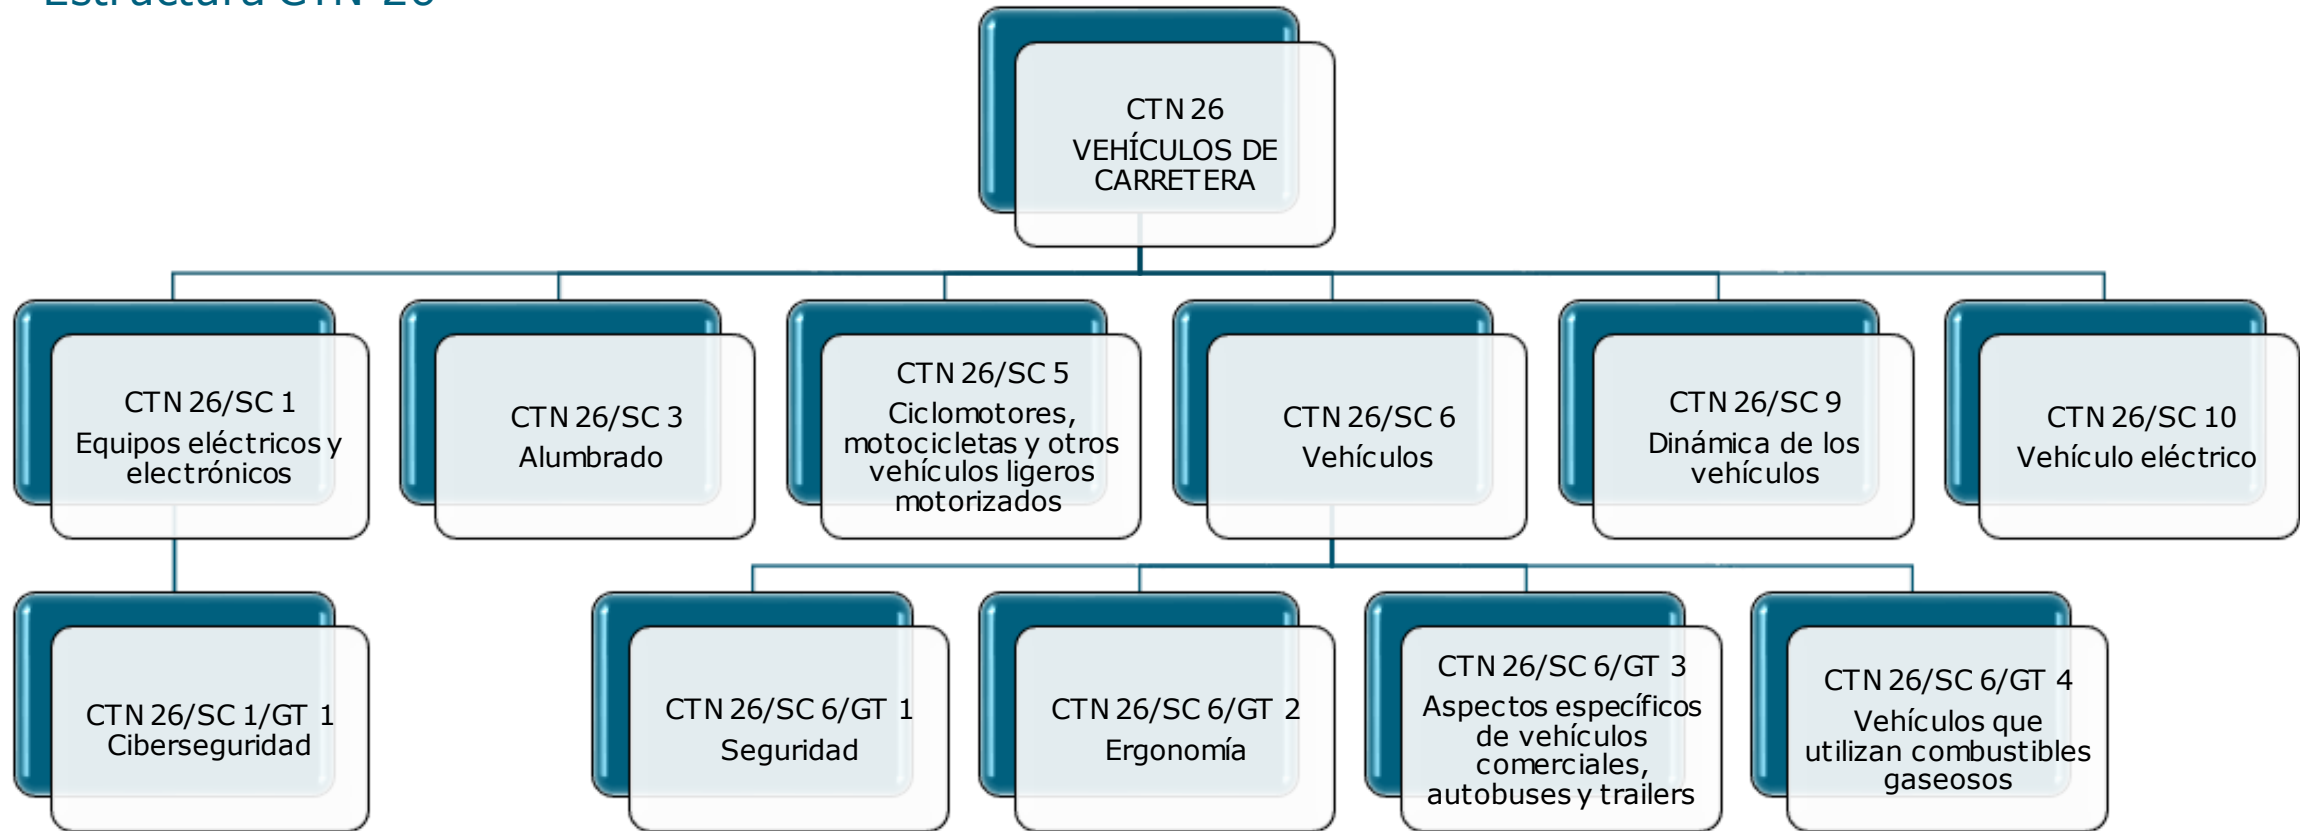 Estructura CTN 26
CTN 26
VEHÍCULOS DE
CARRETERA
CTN 26/SC 1
Equipos eléctricos y
electrónicos
CTN 26/SC 3
Alumbrado
CTN 26/SC 5
Ciclomotores,
motocicletas y otros
vehículos ligeros
motorizados
CTN 26/SC 6
Vehículos
CTN 26/SC 9
Dinámica de los
vehículos
CTN 26/SC 10
Vehículo eléctrico
CTN 26/SC 1/GT 1
Ciberseguridad
CTN 26/SC 6/GT 1
Seguridad
CTN 26/SC 6/GT 2
Ergonomía
CTN 26/SC 6/GT 3
Aspectos específicos
de vehículos
comerciales,
autobuses y trailers
CTN 26/SC 6/GT 4
Vehículos que
utilizan combustibles
gaseosos